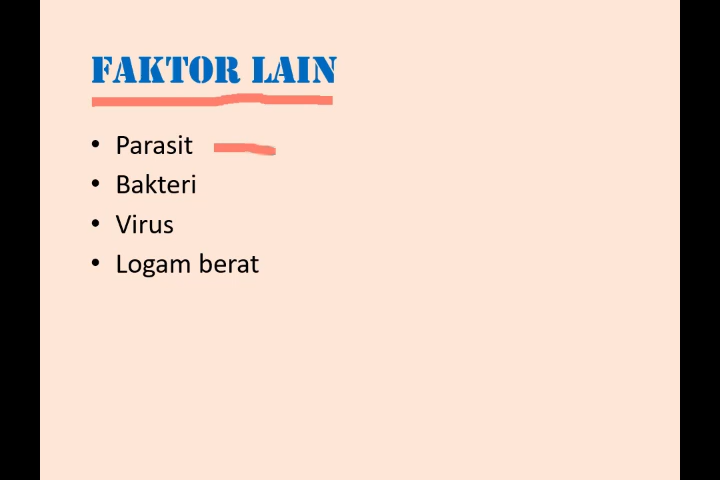 FAKTOR LAIN
• Parasit
• Bakteri
• Virus
• Logam berat